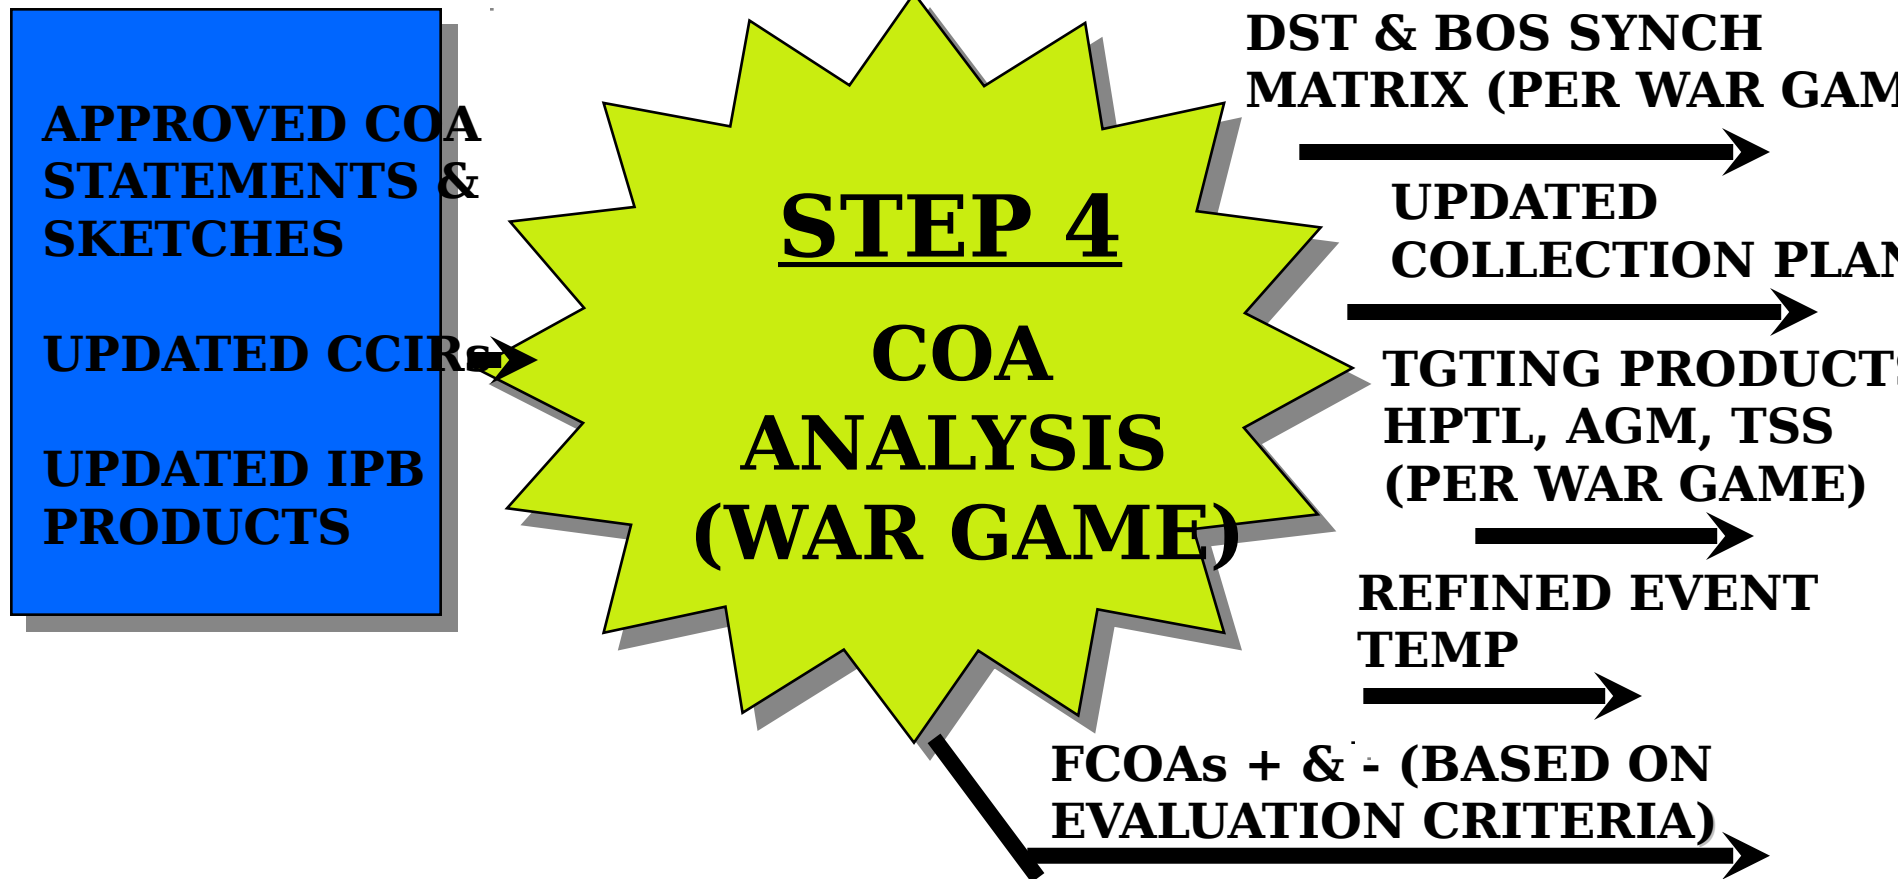 APPROVED COA
STATEMENTS &
SKETCHES
UPDATED CCIRs
UPDATED IPB
PRODUCTS
STEP 4
COA
ANALYSIS
(WAR GAME)
DST & BOS SYNCH
MATRIX (PER WAR GAM
UPDATED
COLLECTION PLAN
TGTING PRODUCTS
HPTL, AGM, TSS
(PER WAR GAME)
REFINED EVENT
TEMP
FCOAs + & - (BASED ON
EVALUATION CRITERIA)